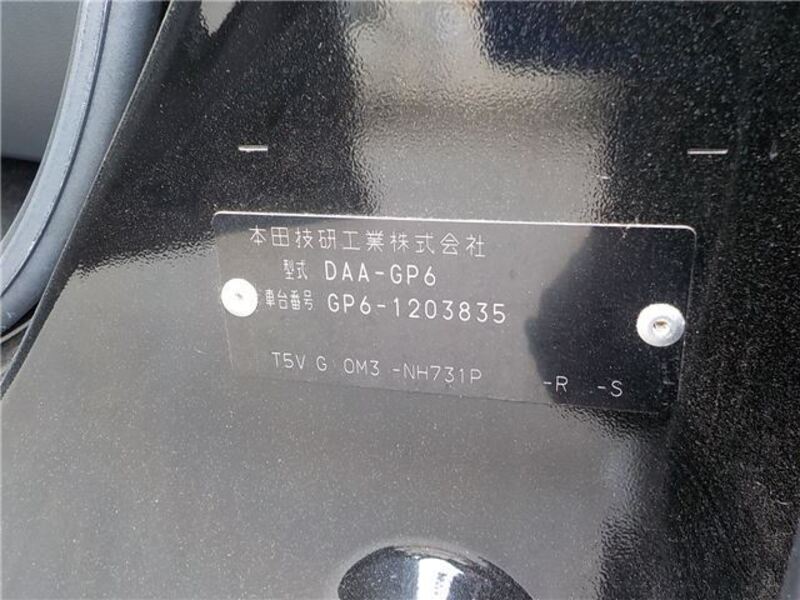 本田技研工業株式会社
型式 DAA-GP6
車台番号 GP6-1203835
T5V G 0M3 -NH731P -R -S